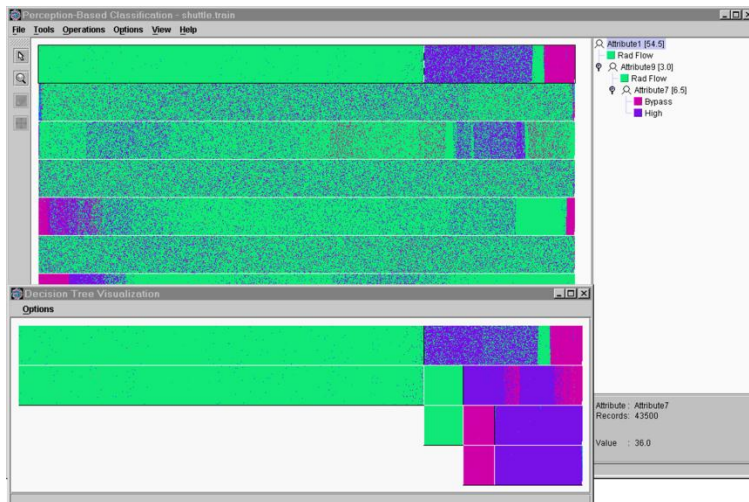 Perception-Based Classification - shuttle.train
File Tools Operations Options View Help
Attribute1 [54.5]
Rad Flow
Attribute9 [3.0]
Rad Flow
Attribute7 [6.5]
Bypass
High
Decision Tree Visualization
Options
Attribute : Attribute7
Records: 43500
Value : 36.0